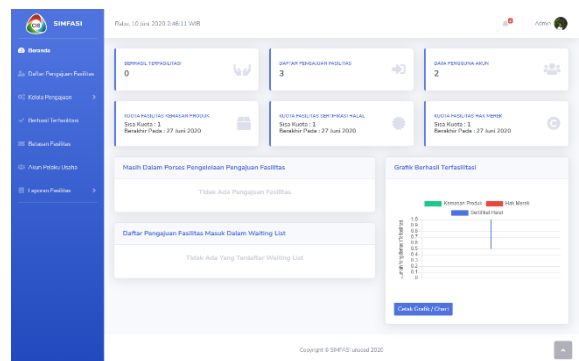 SIMFASI
Rabu, 10 Juni 2020 2:46:11 WIB
Admin
Beranda
Daftar Pengajuan Fasilitas
Kelola Pengajuan
Berhasil Terfasilitasi
Batasan Fasilitas
Akun Pelaku Usaha
Laporan Fasilitas
BERHASIL TERFASILITASI
0
DAFTAR PENGAJUAN FASILITAS
3
DATA PENGGUNA AKUN
2
KUOTA FASILITAS KEMASAN PRODUK
Sisa Kuota : 1
Berakhir Pada : 27 Juni 2020
KUOTA FASILITAS SERTIFIKASI HALAL
Sisa Kuota : 1
Berakhir Pada : 27 Juni 2020
KUOTA FASILITAS HAK MEREK
Sisa Kuota : 1
Berakhir Pada : 27 Juni 2020
Masih Dalam Porses Pengelolaan Pengajuan Fasilitas
Tidak Ada Pengajuan Fasilitas
Daftar Pengajuan Fasilitas Masuk Dalam Waiting List
Tidak Ada Yang Terdaftar Waiting List
Grafik Berhasil Terfasilitasi
Kemasan Produk
Hak Merek
Sertifikat Halal
1.0
0.9
0.8
0.7
0.6
0.5
0.4
0.3
0.2
0.1
0
Cetak Grafik / Chart
Copyright © SIMFASI unsoed 2020